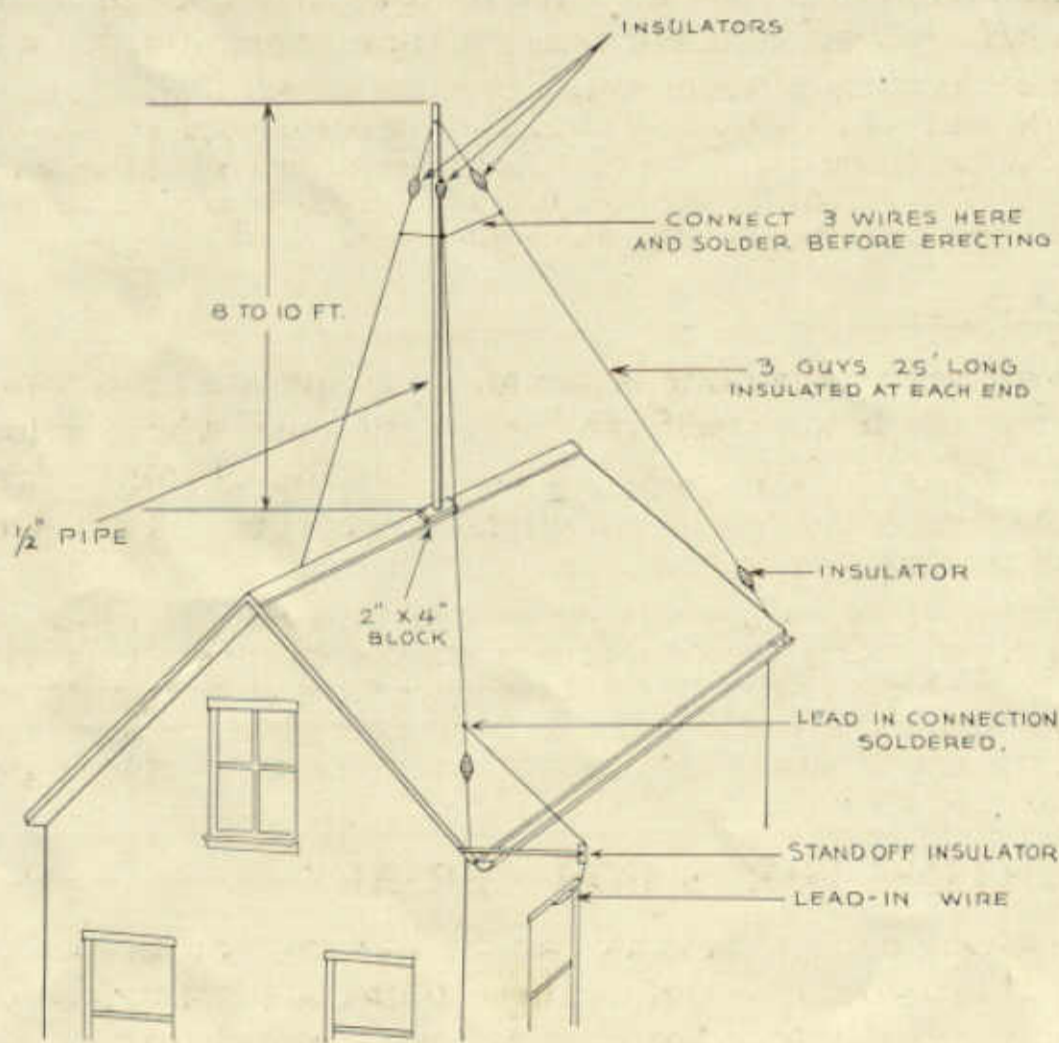 INSULATORS
CONNECT 3 WIRES HERE
AND SOLDER BEFORE ERECTING
8 TO 10 FT.
3 GUYS 25' LONG
INSULATED AT EACH END
1/2" PIPE
INSULATOR
2" X 4"
BLOCK
LEAD IN CONNECTION
SOLDERED.
STAND OFF INSULATOR
LEAD-IN WIRE